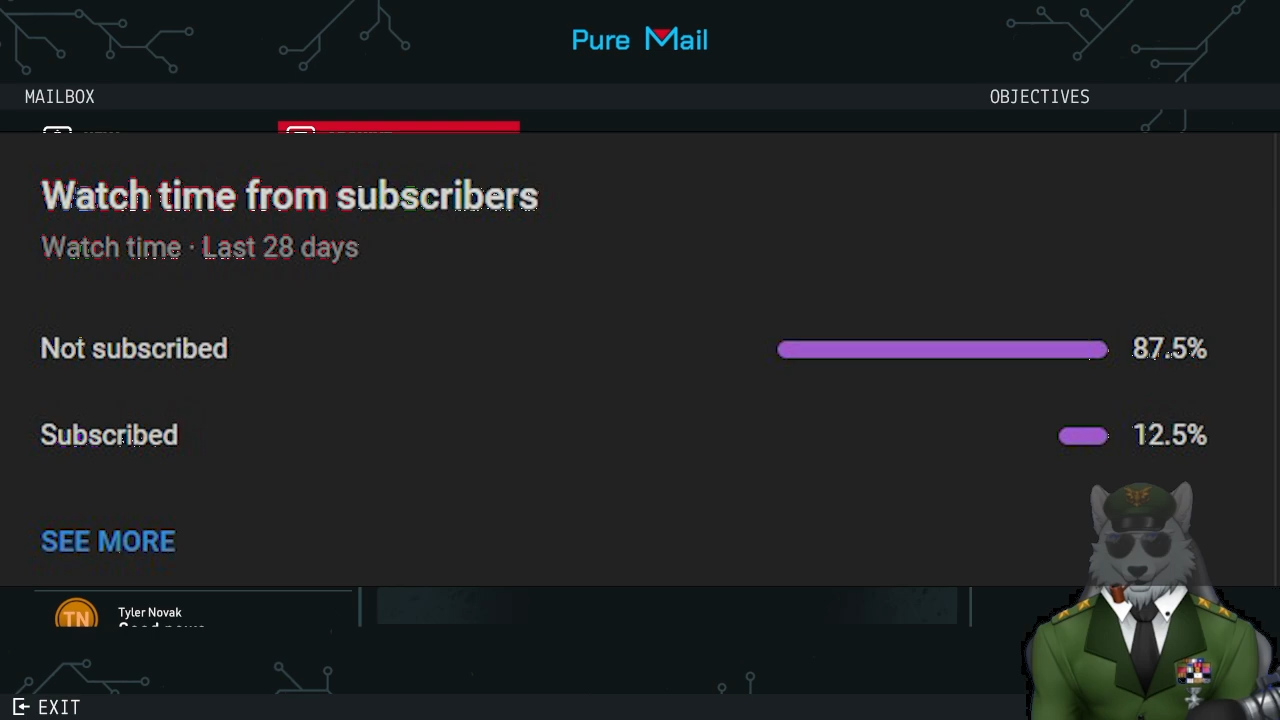 Pure Mail
MAILBOX
OBJECTIVES
Watch time from subscribers
Watch time · Last 28 days
Not subscribed
87.5%
Subscribed
12.5%
SEE MORE
TN
Tyler Novak
EXIT